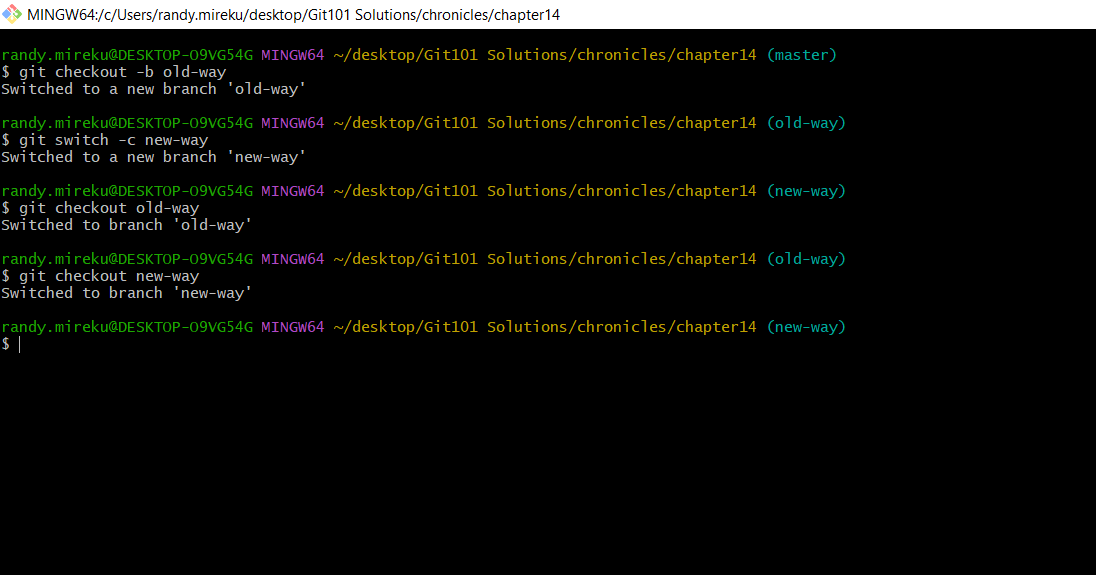 MINGW64:/c/Users/randy.mireku/desktop/Git101 Solutions/chronicles/chapter14
randy.mireku@DESKTOP-O9VG54G MINGW64 ~/desktop/Git101 Solutions/chronicles/chapter14 (master)
$ git checkout -b old-way
Switched to a new branch 'old-way'
randy.mireku@DESKTOP-O9VG54G MINGW64 ~/desktop/Git101 Solutions/chronicles/chapter14 (old-way)
$ git switch -c new-way
Switched to a new branch 'new-way'
randy.mireku@DESKTOP-O9VG54G MINGW64 ~/desktop/Git101 Solutions/chronicles/chapter14 (new-way)
$ git checkout old-way
Switched to branch 'old-way'
randy.mireku@DESKTOP-O9VG54G MINGW64 ~/desktop/Git101 Solutions/chronicles/chapter14 (old-way)
$ git checkout new-way
Switched to branch 'new-way'
randy.mireku@DESKTOP-O9VG54G MINGW64 ~/desktop/Git101 Solutions/chronicles/chapter14 (new-way)
$